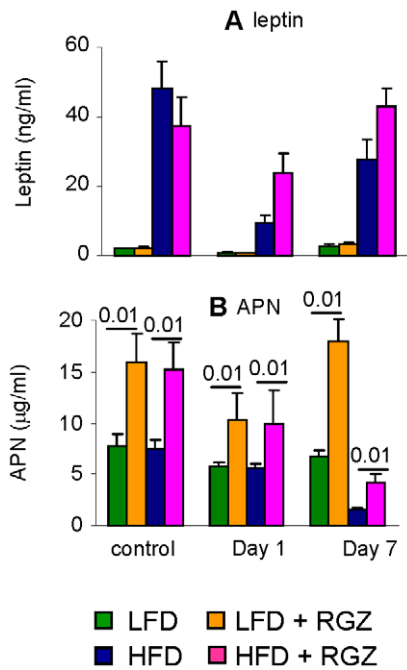 A leptin
60
40
20
0
Leptin (ng/ml)
B APN
0.01 0.01 0.01 0.01 0.01 0.01
20
15
10
5
0
APN (μg/ml)
control Day 1 Day 7
LFD LFD + RGZ
HFD HFD + RGZ